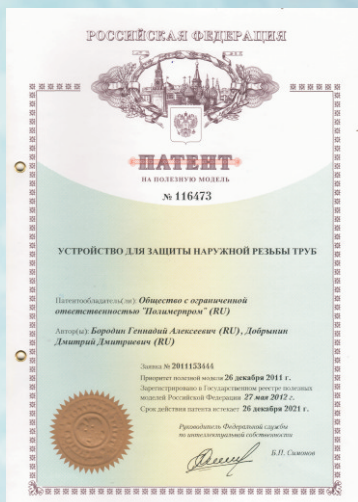 РОССИЙСКАЯ ФЕДЕРАЦИЯ
ПАТЕНТ
НА ПОЛЕЗНУЮ МОДЕЛЬ
№ 116473
УСТРОЙСТВО ДЛЯ ЗАЩИТЫ НАРУЖНОЙ РЕЗЬБЫ ТРУБ
Патентообладатель(ли): Общество с ограниченной
ответственностью "Полимерпром" (RU)
Автор(ы): Бородин Геннадий Алексеевич (RU), Добрынин
Дмитрий Дмитриевич (RU)
Заявка № 2011153444
Приоритет полезной модели 26 декабря 2011 г.
Зарегистрировано в Государственном реестре полезных
моделей Российской Федерации 27 мая 2012 г.
Срок действия патента истекает 26 декабря 2021 г.
Руководитель Федеральной службы
по интеллектуальной собственности
Б.П. Симонов